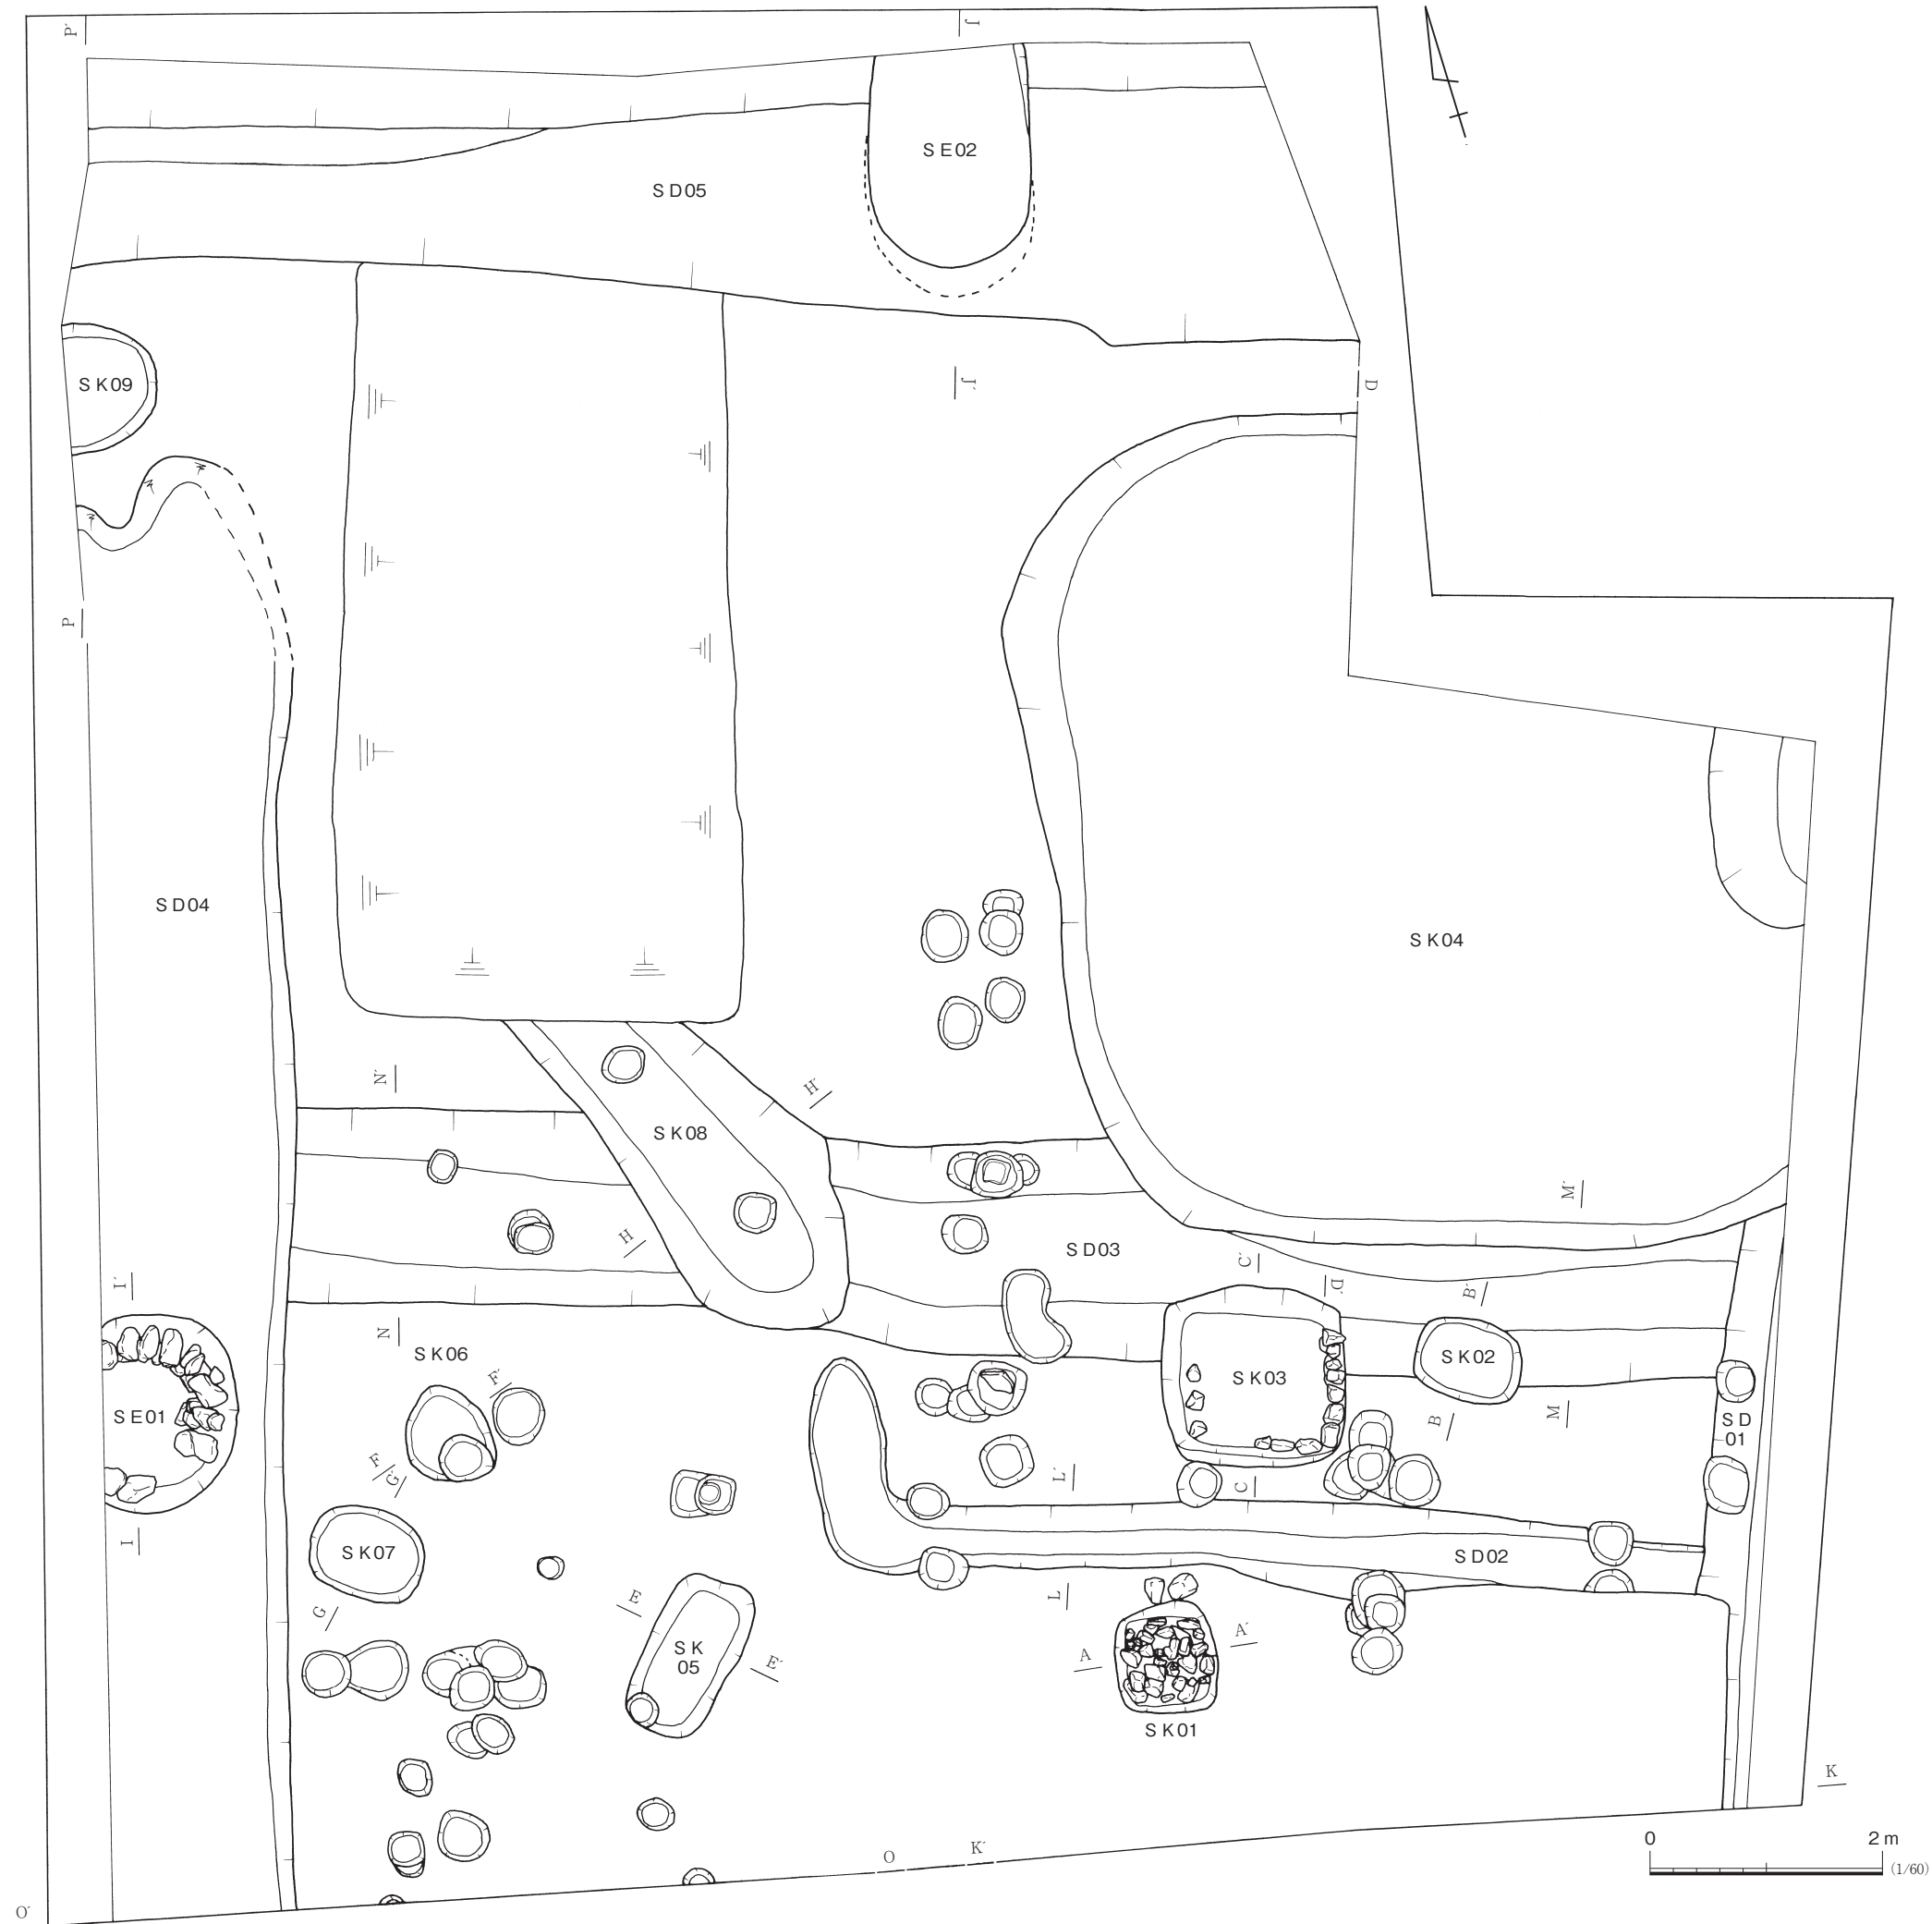 P´
J
SE02
SD05
SK09
J´
D
P
SD04
SK04
N´
H´
SK08
M´
H
SD03
C´
D´
B´
I´
N
SK06
SK02
SK03
F´
SE01
B
M
SD
01
F
G´
L´
C
I
SK07
SD02
E
L
G
A´
SK
05
A
E´
SK01
K
0
2m
(1/60)
O
K´
O´